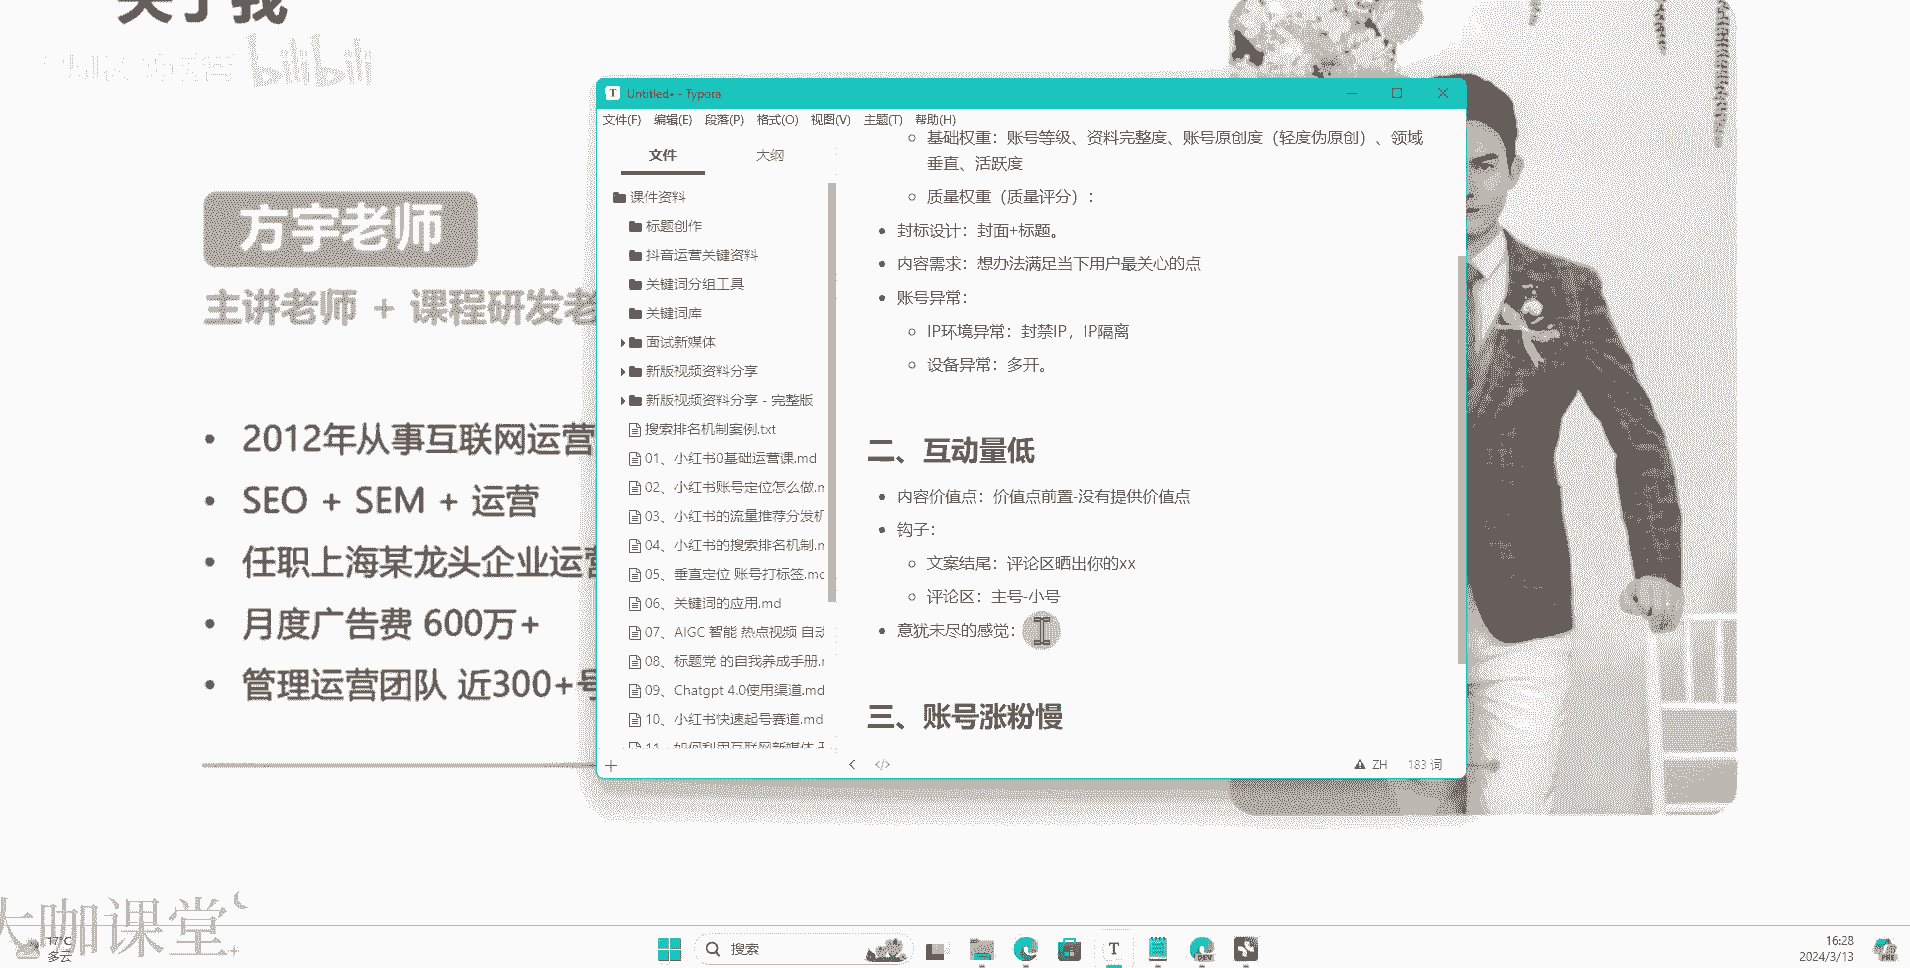 关于我
bilibili
方宇老师
主讲老师 + 课程研发老
• 2012年从事互联网运营
• SEO + SEM + 运营
• 任职上海某龙头企业运营
• 月度广告费 600万+
• 管理运营团队 近300+号
Untitled• - Typora
文件(F) 编辑(E) 段落(P) 格式(O) 视图(V) 主题(T) 帮助(H)
文件 大纲
课件资料
标题创作
抖音运营关键资料
关键词分组工具
关键词库
面试新媒体
新版视频资料分享
新版视频资料分享 - 完整版
搜索排名机制案例.txt
01、小红书0基础运营课.md
02、小红书账号定位怎么做.m
03、小红书的流量推荐分发机
04、小红书的搜索排名机制.m
05、垂直定位 账号打标签.mc
06、关键词的应用.md
07、AIGC 智能 热点视频 自动
08、标题党 的自我养成手册.r
09、Chatgpt 4.0使用渠道.md
10、小红书快速起号赛道.md
11、如何利用互联网新媒体
基础权重：账号等级、资料完整度、账号原创度（轻度伪原创）、领域
垂直、活跃度
质量权重（质量评分）：
• 封标设计：封面+标题。
• 内容需求：想办法满足当下用户最关心的点
• 账号异常：
IP环境异常：封禁IP，IP隔离
设备异常：多开。
二、互动量低
• 内容价值点：价值点前置-没有提供价值点
• 钩子：
文案结尾：评论区晒出你的xx
评论区：主号-小号
• 意犹未尽的感觉：
三、账号涨粉慢
ZH 183 词
大咖课堂
17°C
多云
搜索
16:28
2024/3/13